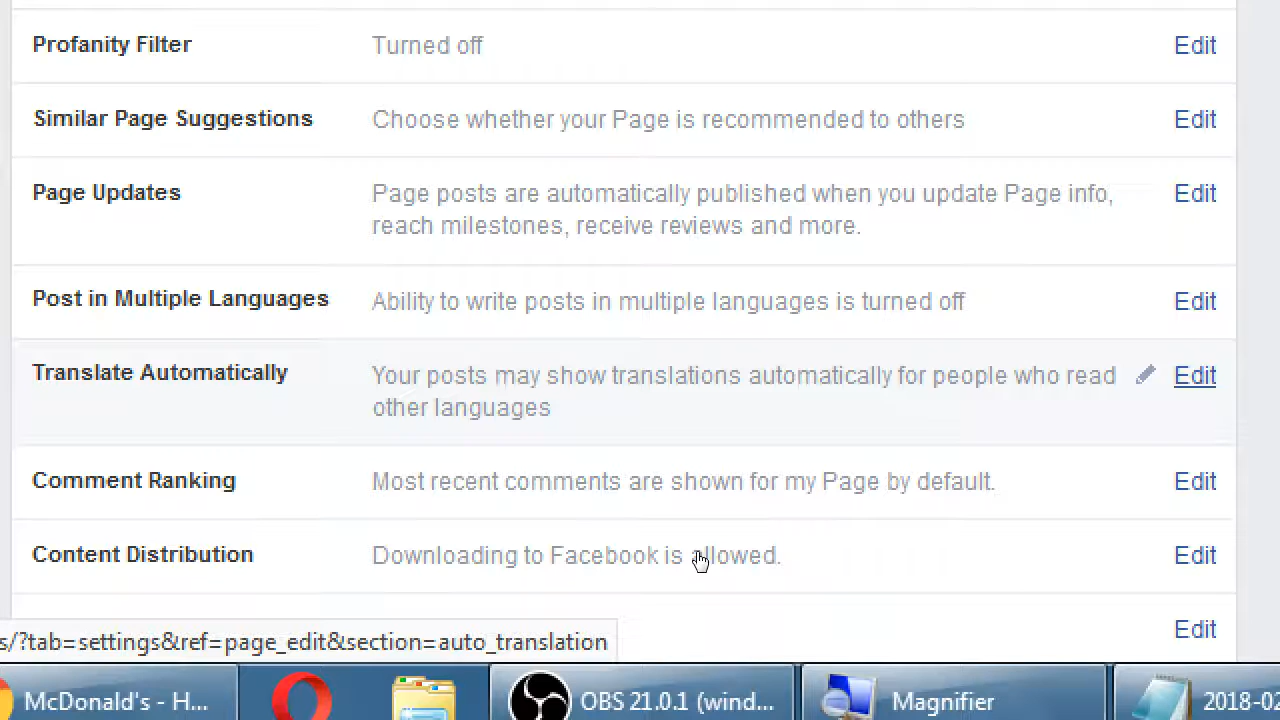 Profanity Filter Turned off Edit
Similar Page Suggestions Choose whether your Page is recommended to others Edit
Page Updates Page posts are automatically published when you update Page info, Edit
reach milestones, receive reviews and more.
Post in Multiple Languages Ability to write posts in multiple languages is turned off Edit
Translate Automatically Your posts may show translations automatically for people who read Edit
other languages
Comment Ranking Most recent comments are shown for my Page by default. Edit
Content Distribution Downloading to Facebook is allowed. Edit
Edit
s/?tab=settings&ref=page_edit&section=auto_translation
McDonald's - H... OBS 21.0.1 (wind... Magnifier 2018-02